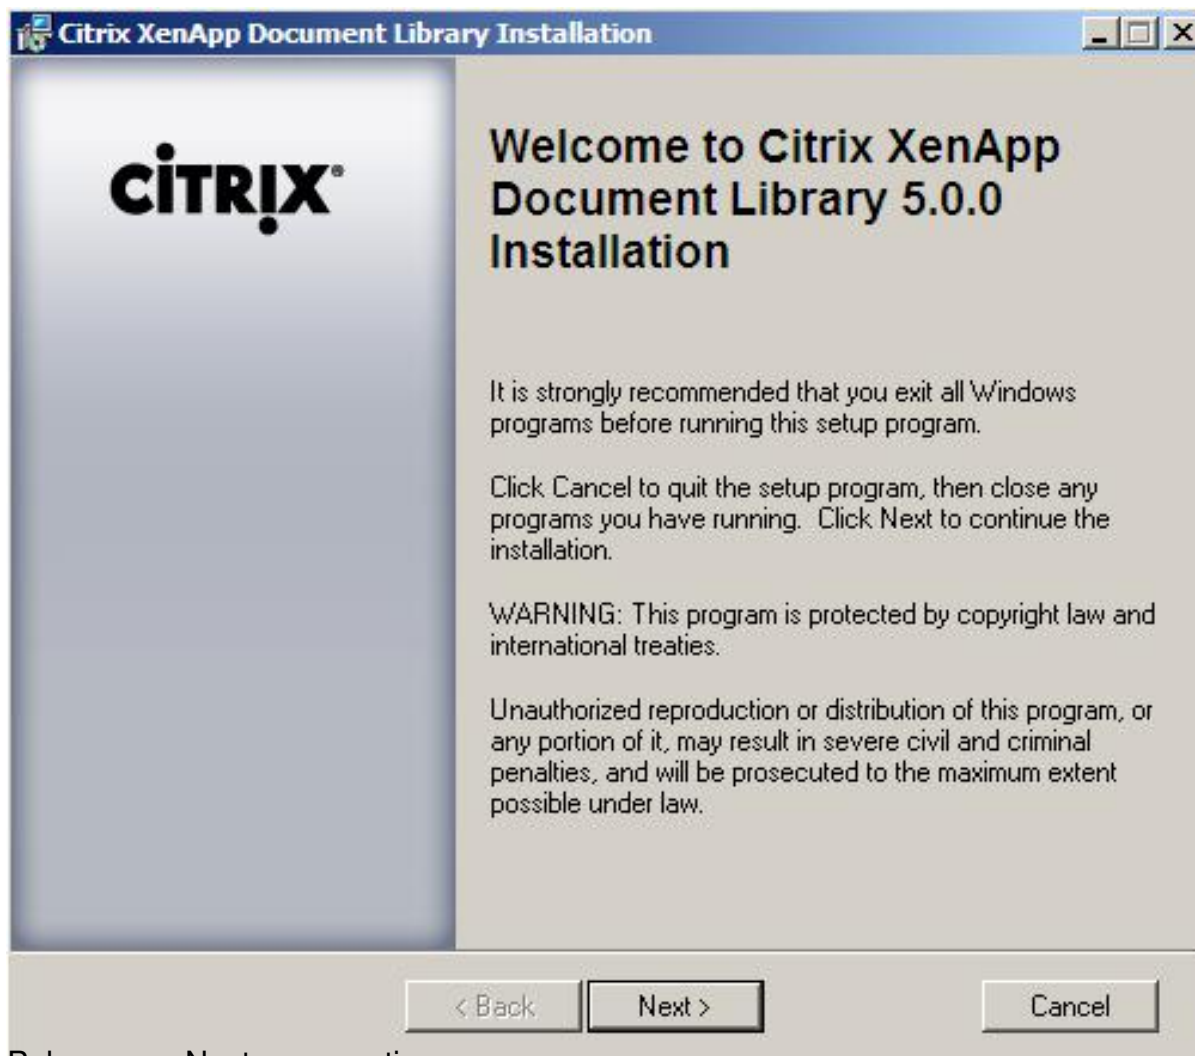 Citrix XenApp Document Library Installation
CİTRỊX®
Welcome to Citrix XenApp
Document Library 5.0.0
Installation
It is strongly recommended that you exit all Windows
programs before running this setup program.
Click Cancel to quit the setup program, then close any
programs you have running.  Click Next to continue the
installation.
WARNING: This program is protected by copyright law and
international treaties.
Unauthorized reproduction or distribution of this program, or
any portion of it, may result in severe civil and criminal
penalties, and will be prosecuted to the maximum extent
possible under law.
< Back
Next >
Cancel